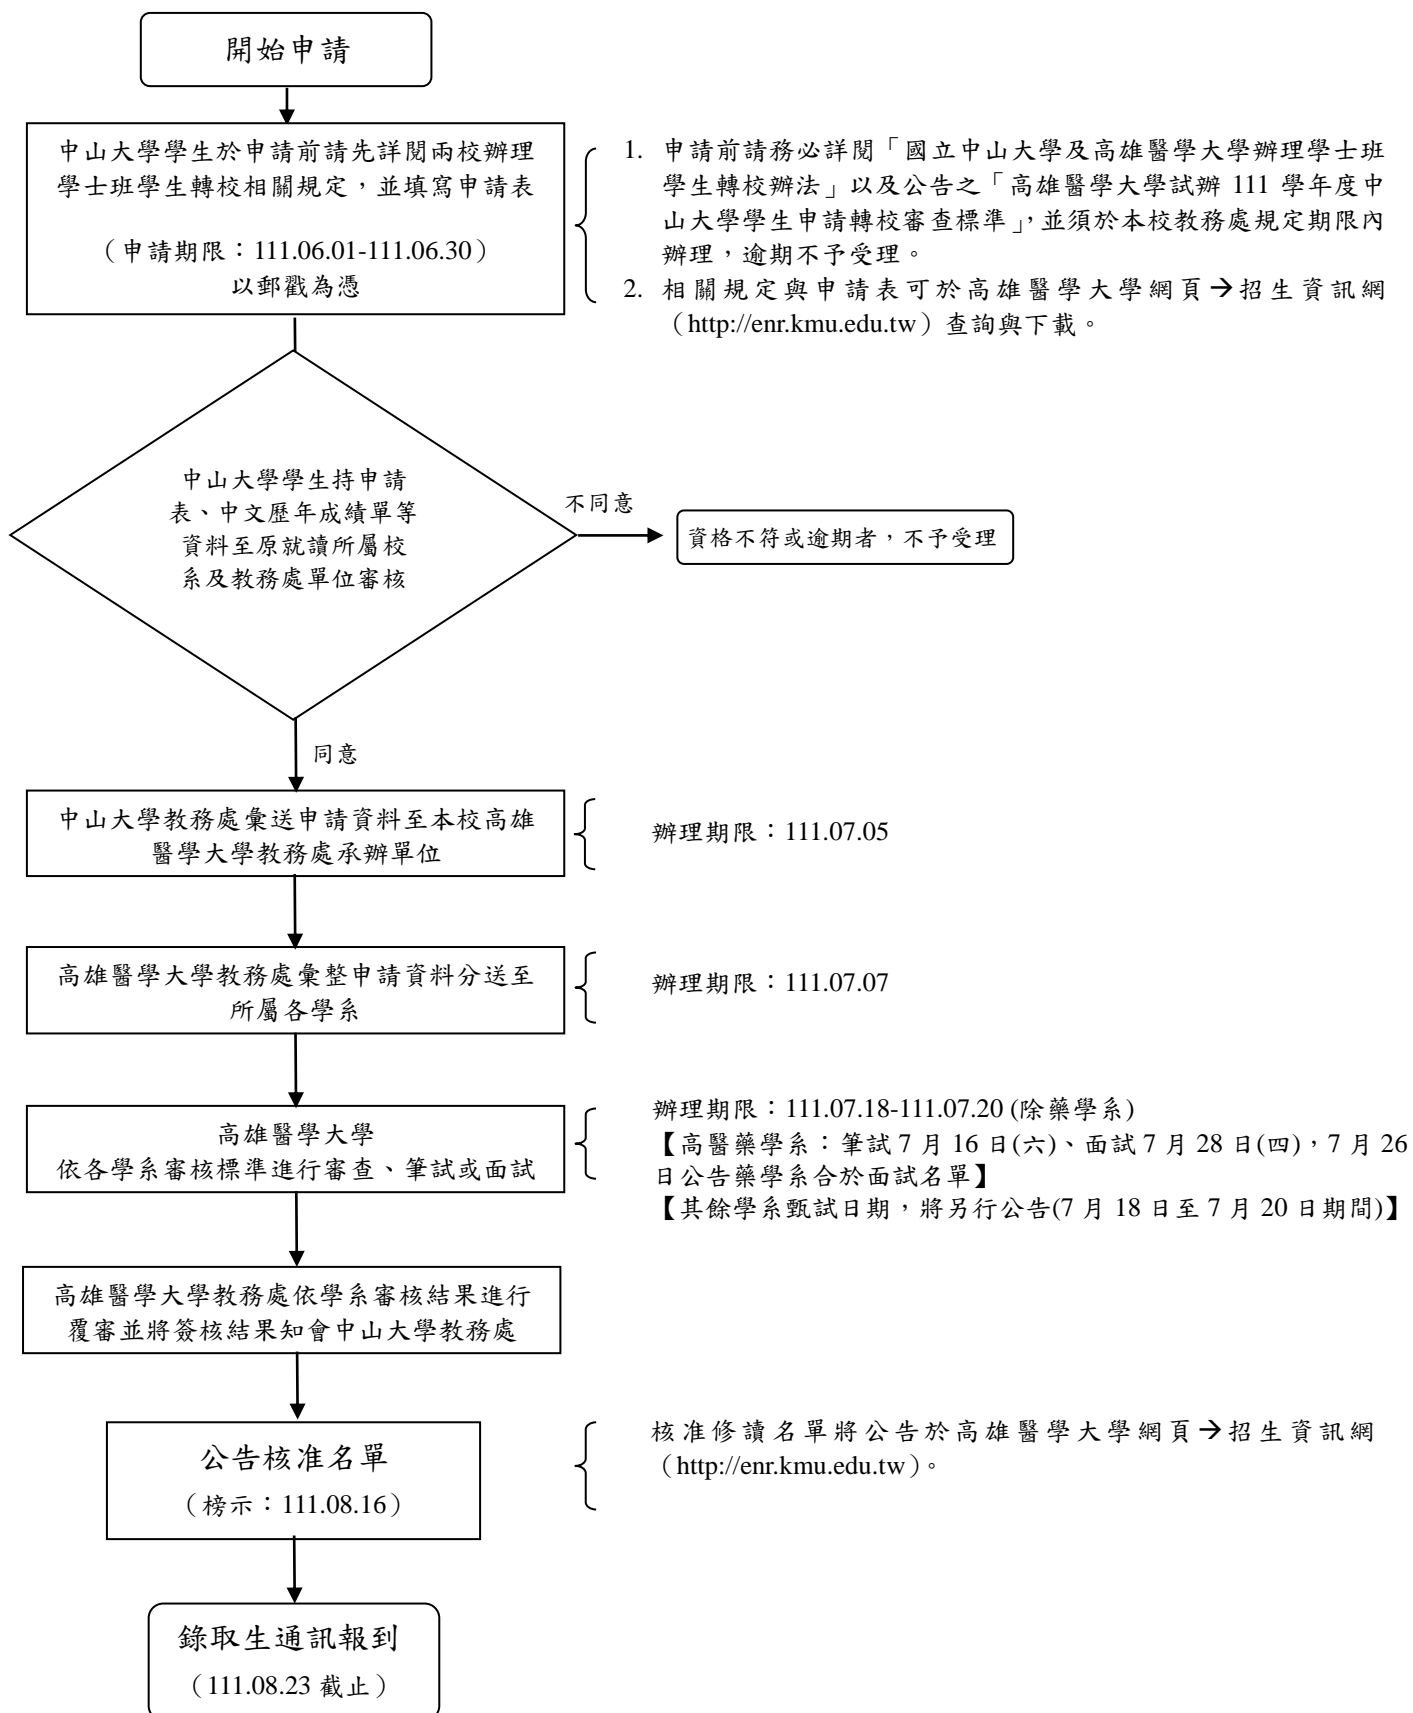 開始申請
中山大學學生於申請前請先詳閱兩校辦理
學士班學生轉校相關規定，並填寫申請表
（申請期限：111.06.01-111.06.30）
以郵戳為憑
1. 申請前請務必詳閱「國立中山大學及高雄醫學大學辦理學士班
學生轉校辦法」以及公告之「高雄醫學大學試辦 111 學年度中
山大學學生申請轉校審查標準」，並須於本校教務處規定期限內
辦理，逾期不予受理。
2. 相關規定與申請表可於高雄醫學大學網頁→招生資訊網
（http://enr.kmu.edu.tw）查詢與下載。
中山大學學生持申請
表、中文歷年成績單等
資料至原就讀所屬校
系及教務處單位審核
不同意
資格不符或逾期者，不予受理
同意
中山大學教務處彙送申請資料至本校高雄
醫學大學教務處承辦單位
辦理期限：111.07.05
高雄醫學大學教務處彙整申請資料分送至
所屬各學系
辦理期限：111.07.07
高雄醫學大學
依各學系審核標準進行審查、筆試或面試
辦理期限：111.07.18-111.07.20 (除藥學系)
【高醫藥學系：筆試 7 月 16 日(六)、面試 7 月 28 日(四)，7 月 26
日公告藥學系合於面試名單】
【其餘學系甄試日期，將另行公告(7 月 18 日至 7 月 20 日期間)】
高雄醫學大學教務處依學系審核結果進行
覆審並將簽核結果知會中山大學教務處
公告核准名單
（榜示：111.08.16）
核准修讀名單將公告於高雄醫學大學網頁→招生資訊網
（http://enr.kmu.edu.tw）。
錄取生通訊報到
（111.08.23 截止）